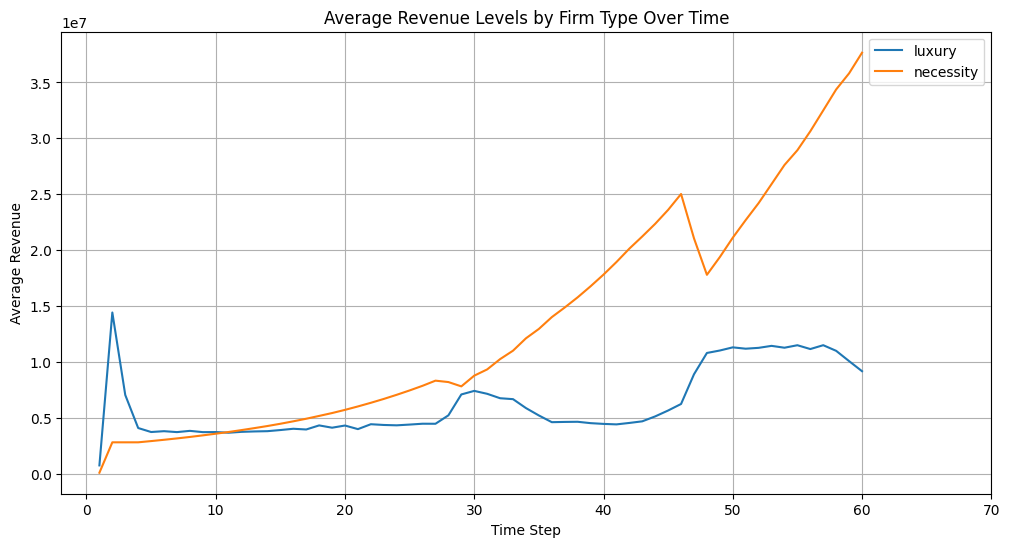 Average Revenue Levels by Firm Type Over Time
1e7
luxury
necessity
3.5
3.0
2.5
2.0
1.5
1.0
0.5
0.0
Average Revenue
0 10 20 30 40 50 60 70
Time Step